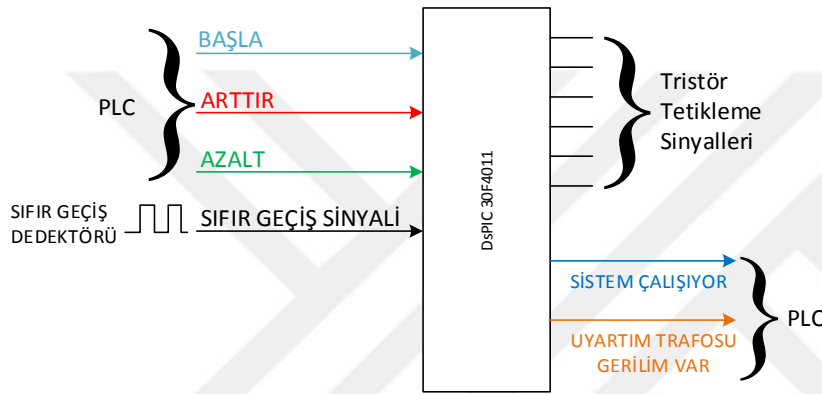 BAŞLA
PLC
ARTTIR
AZALT
SIFIR GEÇİŞ
DEDEKTÖRÜ
SIFIR GEÇİŞ SİNYALİ
DsPIC 30F4011
Tristör
Tetikleme
Sinyalleri
SİSTEM ÇALIŞIYOR
UYARTIM TRAFOSU
GERİLİM VAR
PLC